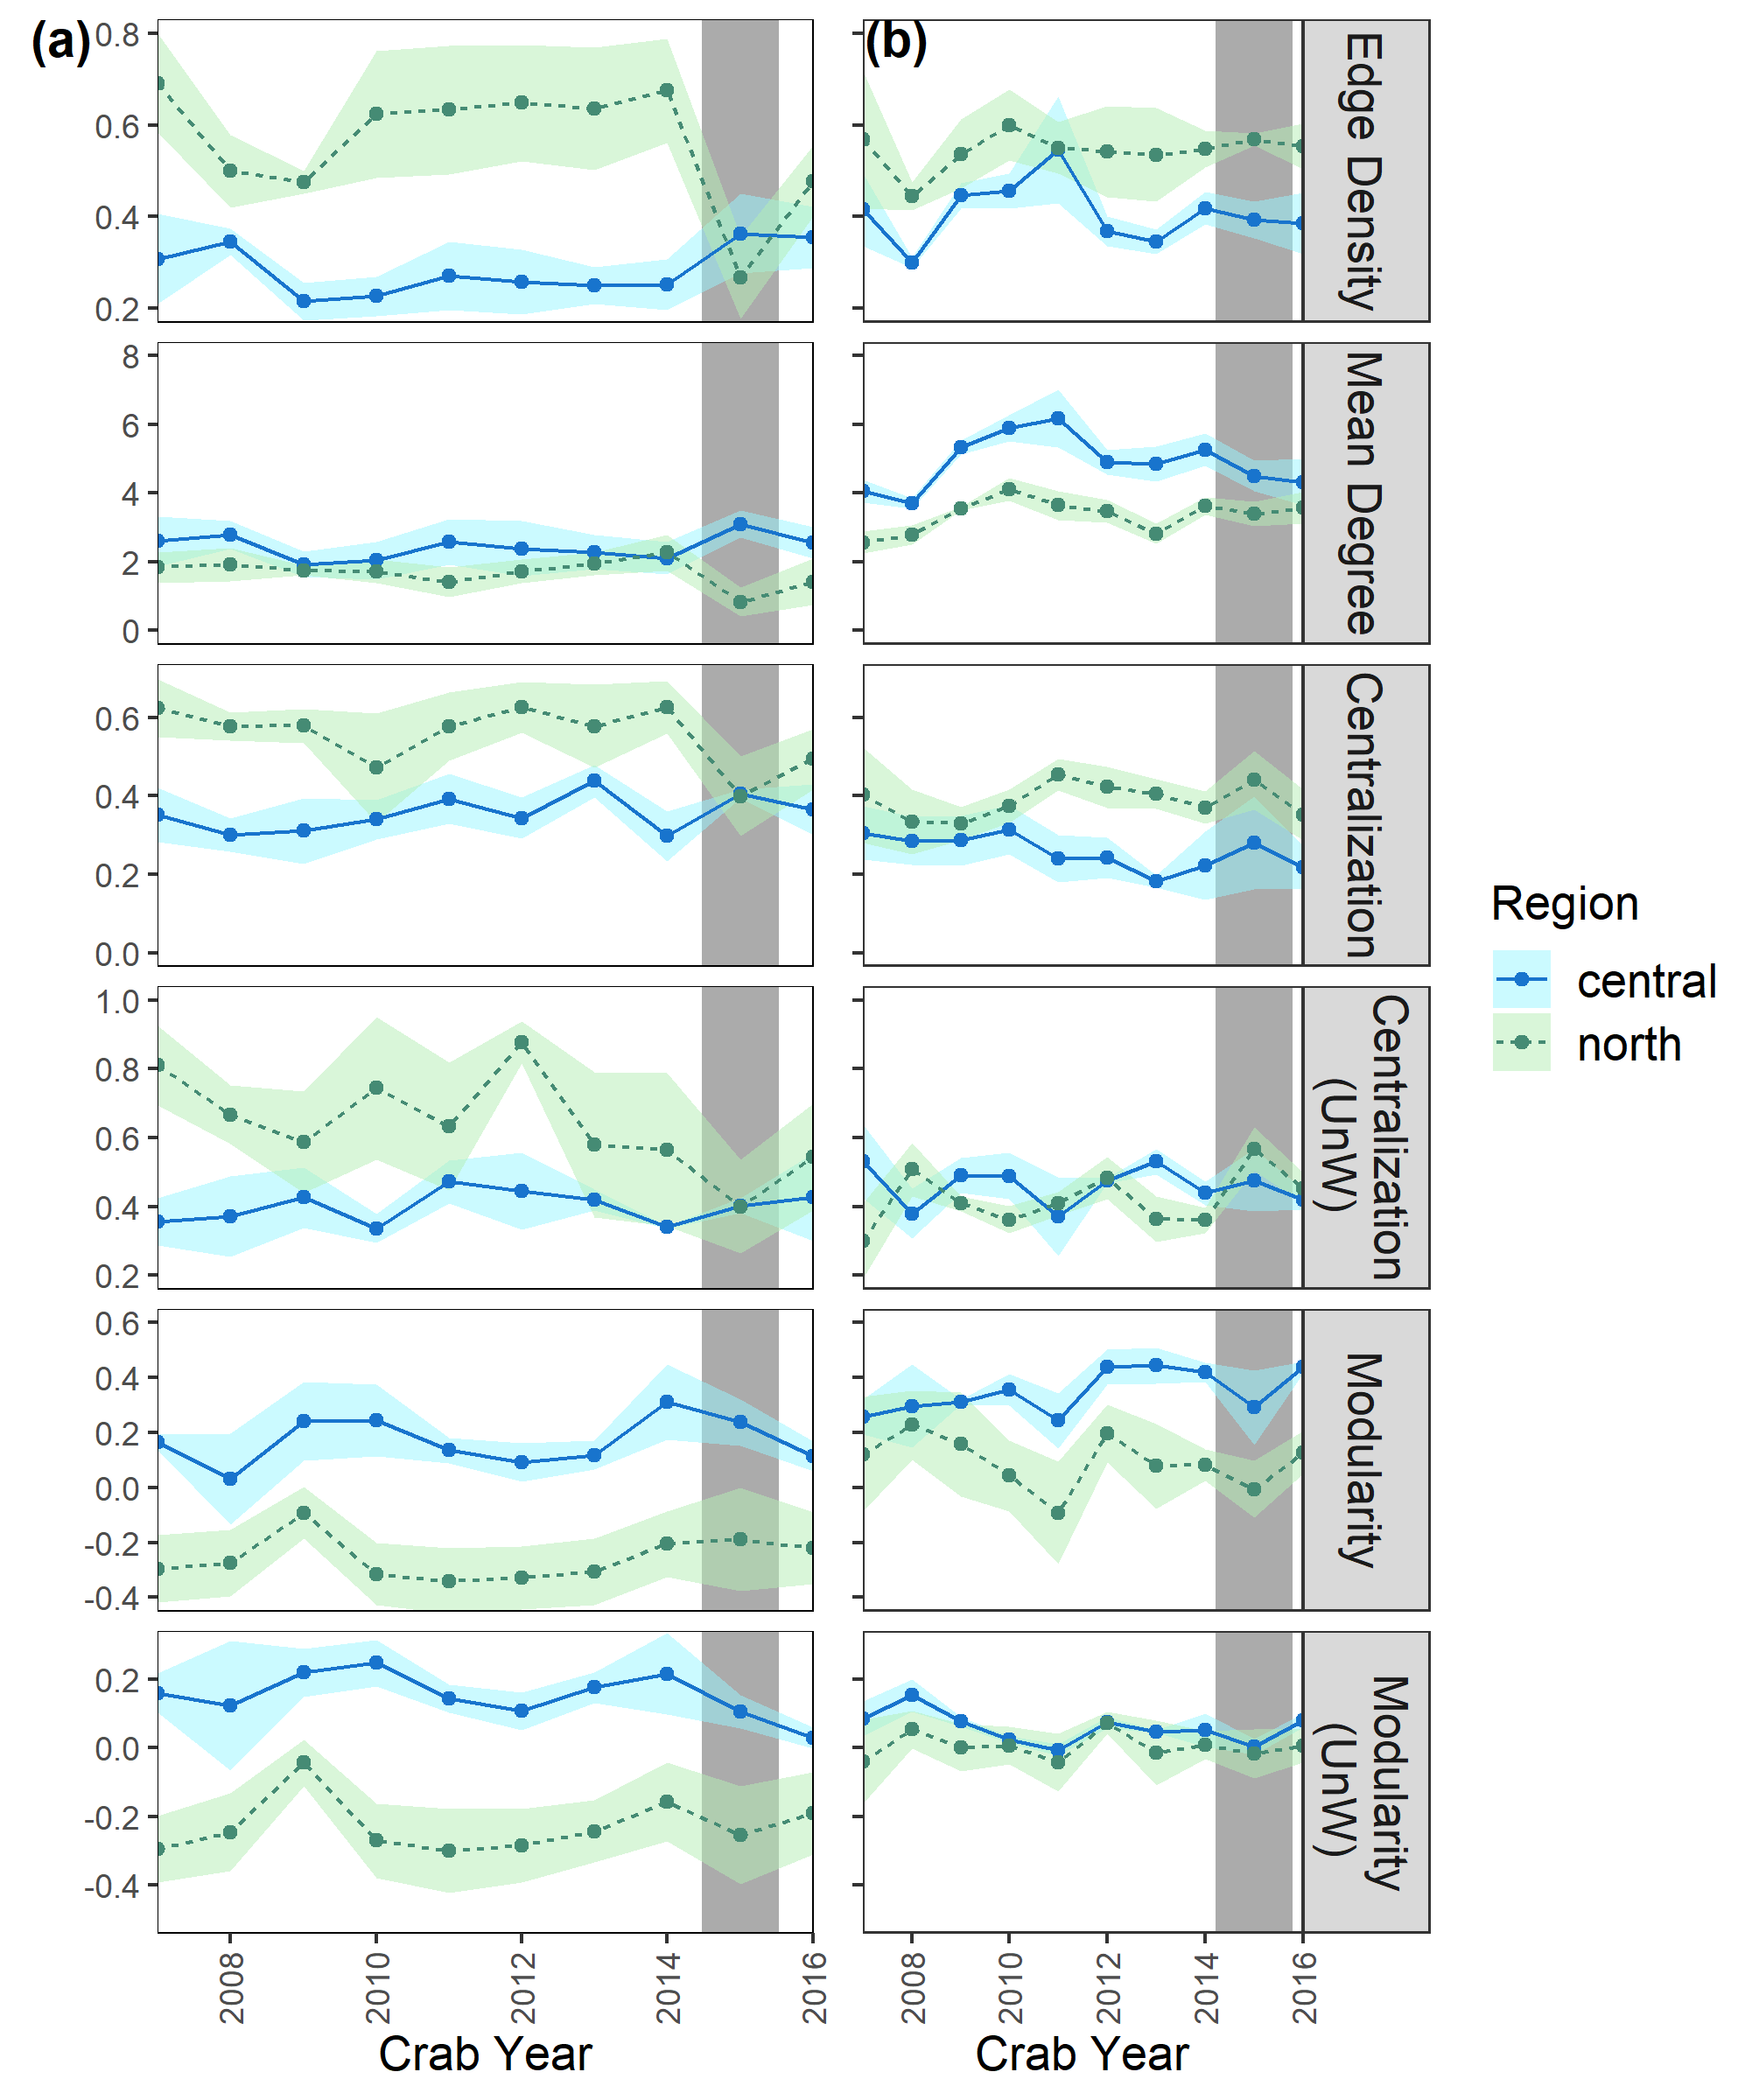 (a)
(b)
0.8
0.6
0.4
0.2
Edge Density
8
6
4
2
0
Mean Degree
0.6
0.4
0.2
0.0
Centralization
1.0
0.8
0.6
0.4
0.2
Centralization
(UnW)
0.6
0.4
0.2
0.0
-0.2
-0.4
Modularity
0.2
0.0
-0.2
-0.4
Modularity
(UnW)
2008
2010
2012
2014
2016
2008
2010
2012
2014
2016
Crab Year
Crab Year
Region
central
north